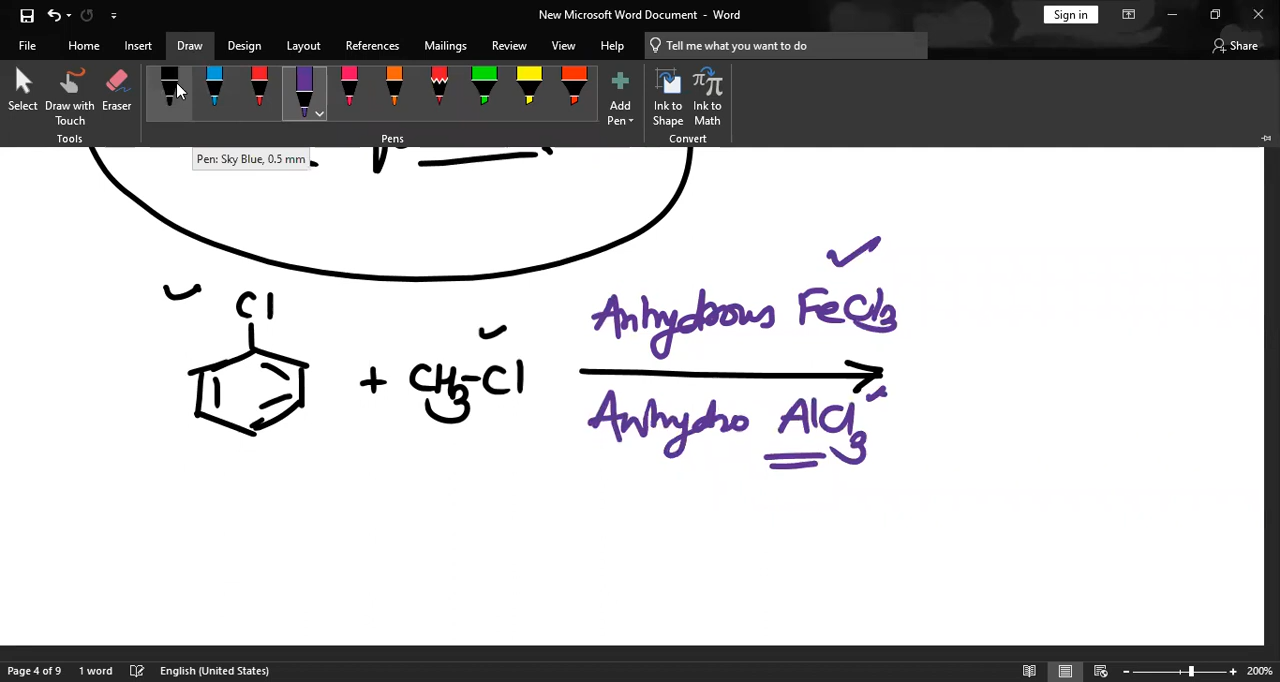 New Microsoft Word Document - Word
Sign in
File Home Insert Draw Design Layout References Mailings Review View Help Tell me what you want to do Share
Select Draw with Touch Eraser Add Pen Ink to Shape Ink to Math
Tools Pens Convert
Pen: Sky Blue, 0.5 mm
Anhydrous FeCl3
Cl
+ CH3-Cl
Anhydro AlCl3
Page 4 of 9 1 word English (United States) 200%